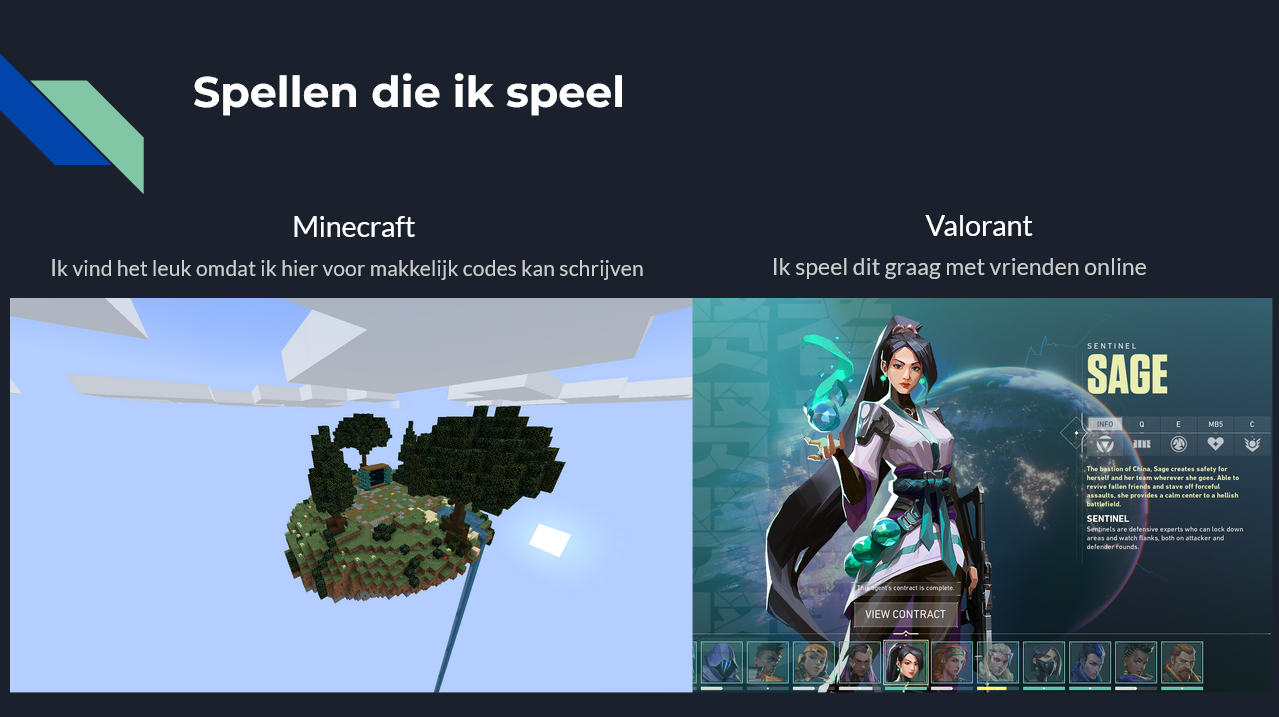 Spellen die ik speel
Minecraft
Ik vind het leuk omdat ik hier voor makkelijk codes kan schrijven
Valorant
Ik speel dit graag met vrienden online
SENTINEL
SAGE
INFO Q E MB5 C
The bastion of China, Sage creates safety for
herself and her team wherever she goes. Able to
revive fallen friends and stave off forceful
assaults, she provides a calm center to a hellish
battlefield.
SENTINEL
Sentinels are defensive experts who can lock down
areas and watch flanks, both on attacker and
defender rounds.
This agent's contract is complete.
VIEW CONTRACT